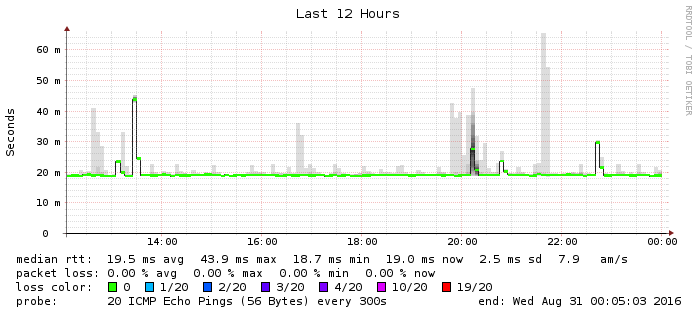 Last 12 Hours
RRDTOOL / TOBI OETIKER
Seconds
60 m
50 m
40 m
30 m
20 m
10 m
0
14:00 16:00 18:00 20:00 22:00 00:00
median rtt: 19.5 ms avg 43.9 ms max 18.7 ms min 19.0 ms now 2.5 ms sd 7.9 am/s
packet loss: 0.00 % avg 0.00 % max 0.00 % min 0.00 % now
loss color: 0 1/20 2/20 3/20 4/20 10/20 19/20
probe: 20 ICMP Echo Pings (56 Bytes) every 300s end: Wed Aug 31 00:05:03 2016